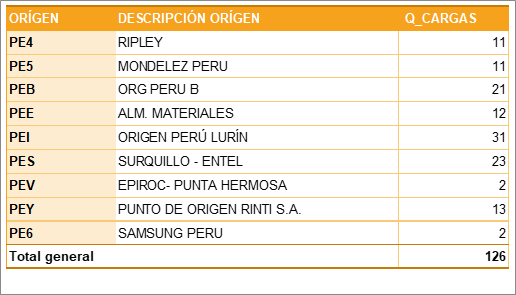 ORÍGEN DESCRIPCIÓN ORÍGEN Q_CARGAS
PE4 RIPLEY 11
PE5 MONDELEZ PERU 11
PEB ORG PERU B 21
PEE ALM. MATERIALES 12
PEI ORIGEN PERÚ LURÍN 31
PES SURQUILLO - ENTEL 23
PEV EPIROC- PUNTA HERMOSA 2
PEY PUNTO DE ORIGEN RINTI S.A. 13
PE6 SAMSUNG PERU 2
Total general 126